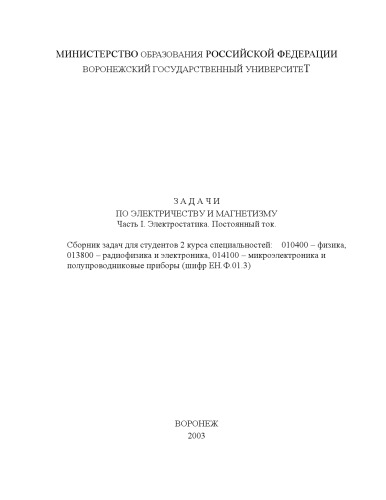 МИНИСТЕРСТВО ОБРАЗОВАНИЯ РОССИЙСКОЙ ФЕДЕРАЦИИ
ВОРОНЕЖСКИЙ ГОСУДАРСТВЕННЫЙ УНИВЕРСИТЕТ
З А Д А Ч И
ПО ЭЛЕКТРИЧЕСТВУ И МАГНЕТИЗМУ
Часть I. Электростатика. Постоянный ток.
Сборник задач для студентов 2 курса специальностей: 010400 – физика,
013800 – радиофизика и электроника, 014100 – микроэлектроника и
полупроводниковые приборы (шифр ЕН.Ф.01.3)
ВОРОНЕЖ
2003